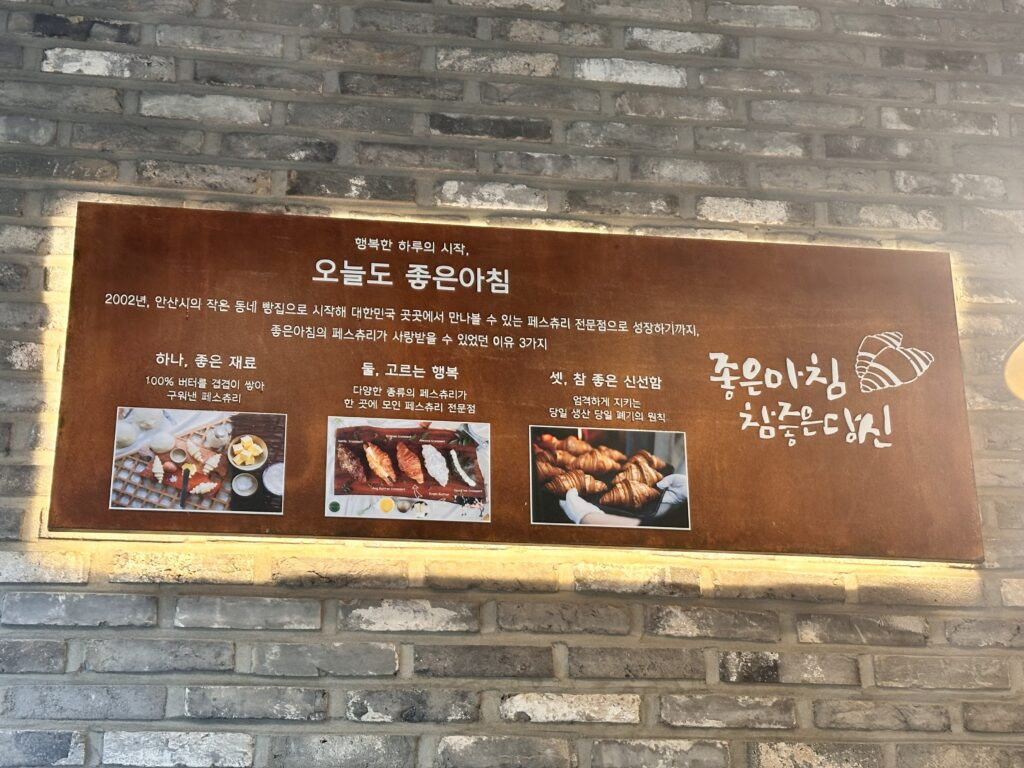 행복한 하루의 시작,
오늘도 좋은아침
2002년, 안산시의 작은 동네 빵집으로 시작해 대한민국 곳곳에서 만나볼 수 있는 페스츄리 전문점으로 성장하기까지,
좋은아침의 페스츄리가 사랑받을 수 있었던 이유 3가지
하나, 좋은 재료
100% 버터를 겹겹이 쌓아
구워낸 페스츄리
둘, 고르는 행복
다양한 종류의 페스츄리가
한 곳에 모인 페스츄리 전문점
셋, 참 좋은 신선함
엄격하게 지키는
당일 생산 당일 폐기의 원칙
좋은아침
참좋은당신